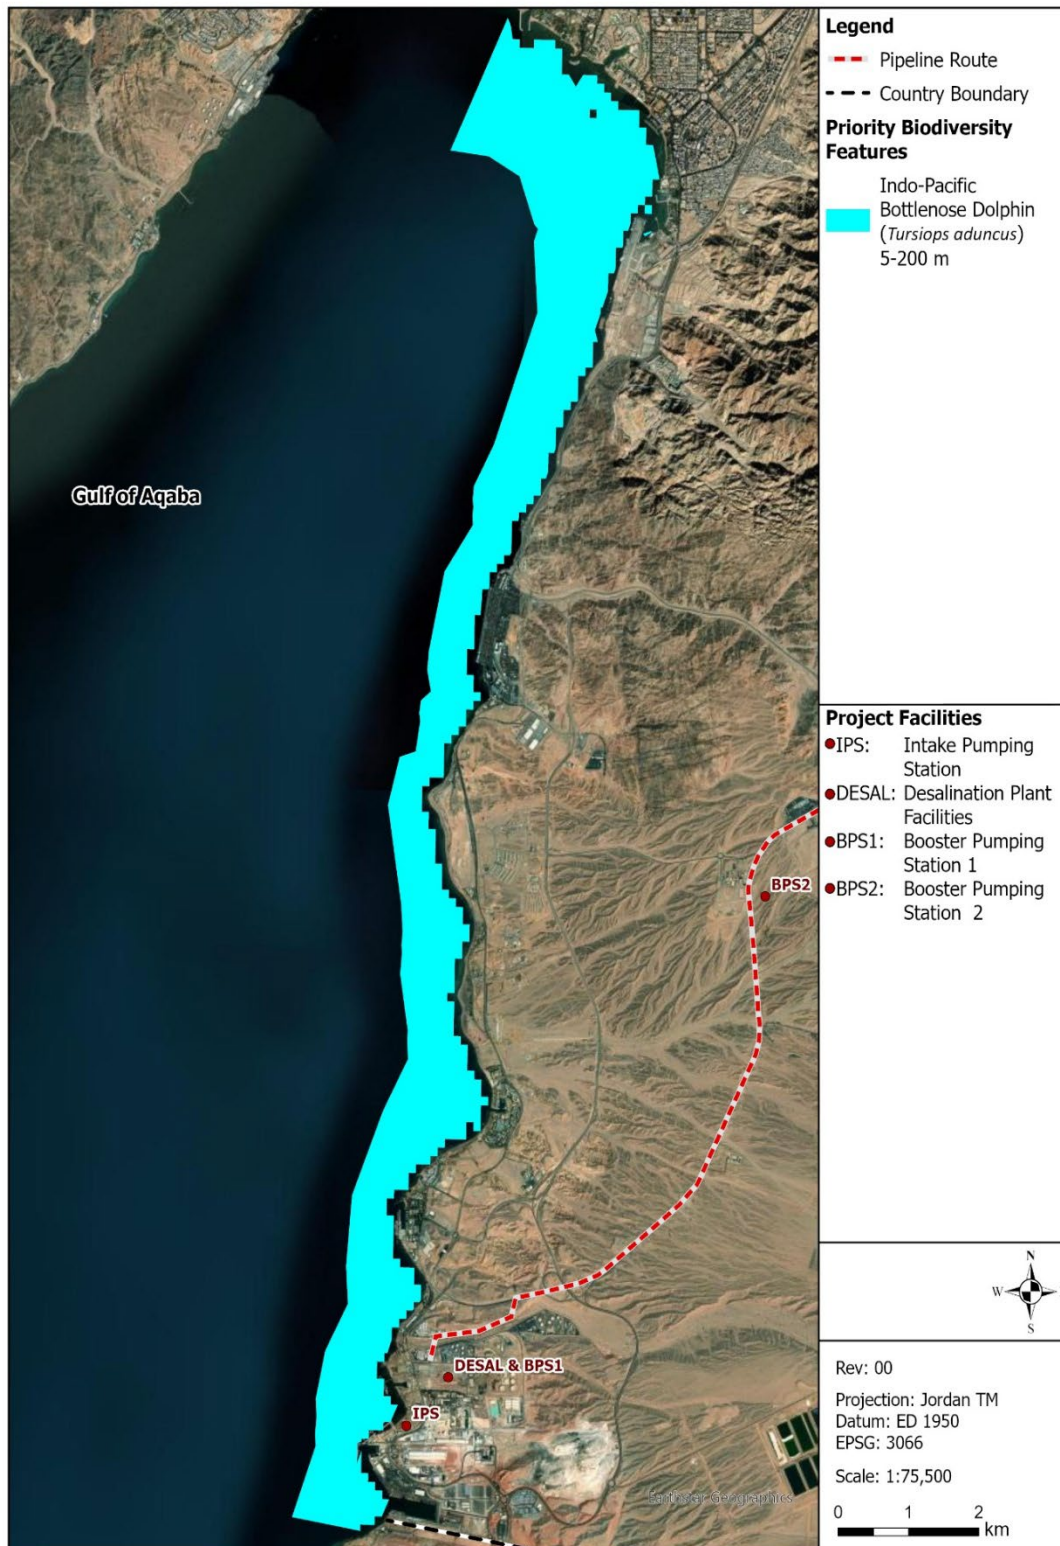 Legend
Pipeline Route
Country Boundary
Priority Biodiversity
Features
Indo-Pacific
Bottlenose Dolphin
(Tursiops aduncus)
5-200 m
Gulf of Aqaba
Project Facilities
IPS: Intake Pumping
Station
DESAL: Desalination Plant
Facilities
BPS1: Booster Pumping
Station 1
BPS2: Booster Pumping
Station 2
BPS2
DESAL & BPS1
IPS
N
W E
S
Rev: 00
Projection: Jordan TM
Datum: ED 1950
EPSG: 3066
Scale: 1:75,500
Earthstar Geographics
0 1 2
km